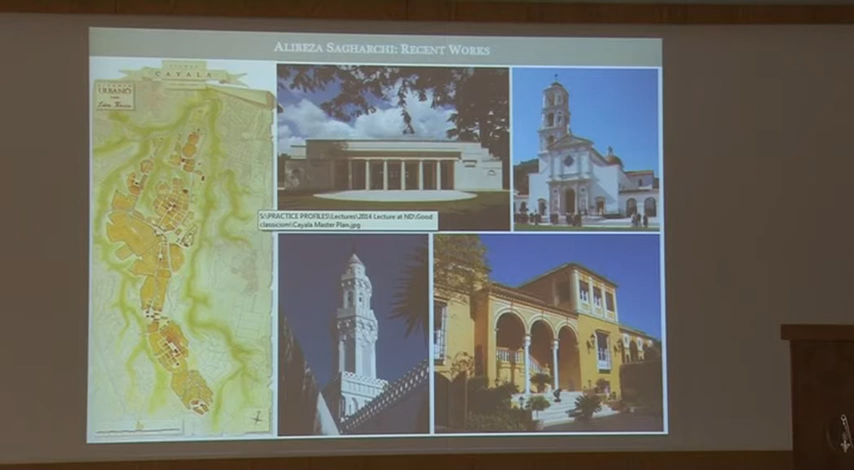 ALIREZA SAGHARCHI: RECENT WORKS
CAYALA
URBANO
S:\PRACTICE PROFILES\Lectures\2014 Lecture at ND\Good
classicism\Cayala Master Plan.jpg